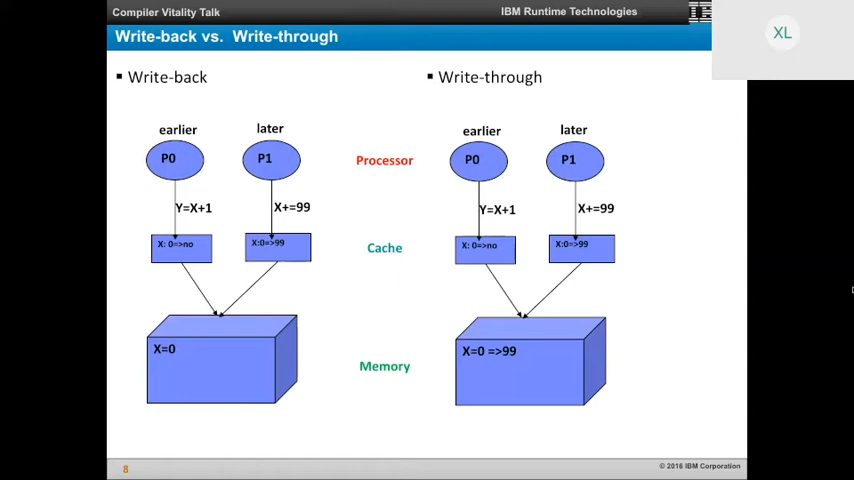 Compiler Vitality Talk
IBM Runtime Technologies
XL
Write-back vs. Write-through
▪ Write-back
▪ Write-through
earlier
later
earlier
later
P0
P1
Processor
P0
P1
Y=X+1
X+=99
Y=X+1
X+=99
X: 0=>no
X:0=>99
Cache
X: 0=>no
X:0=>99
X=0
Memory
X=0 =>99
8
© 2016 IBM Corporation